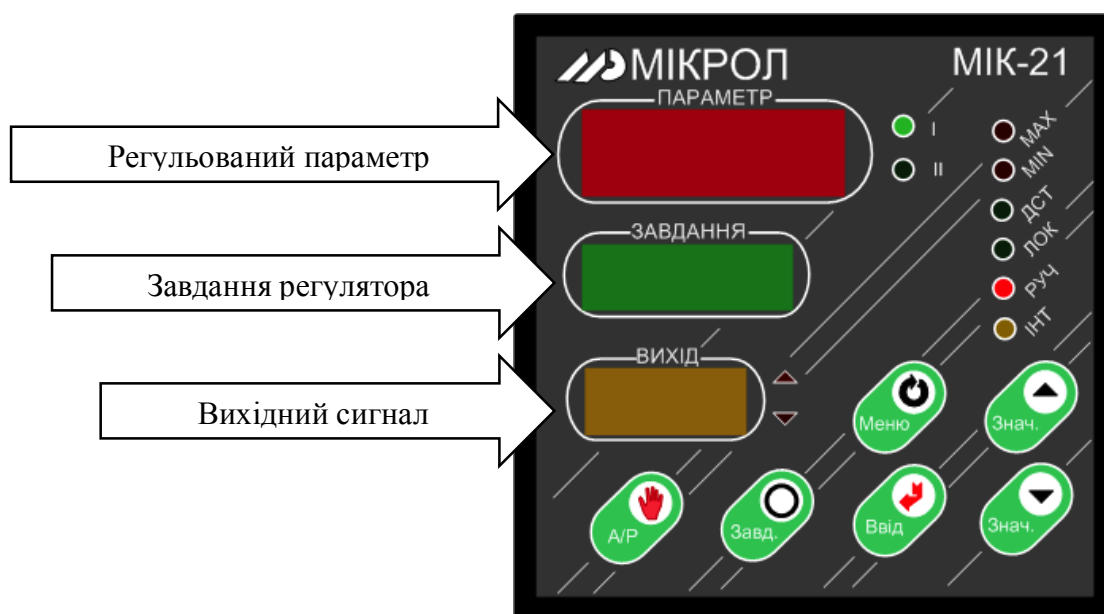 МІКРОЛ
МІК-21
ПАРАМЕТР
Регульований параметр
I
II
MAX
MIN
ДСТ
ЛОК
РУЧ
ІНТ
ЗАВДАННЯ
Завдання регулятора
ВИХІД
Вихідний сигнал
Меню
Знач.
А/Р
Завд.
Ввід
Знач.